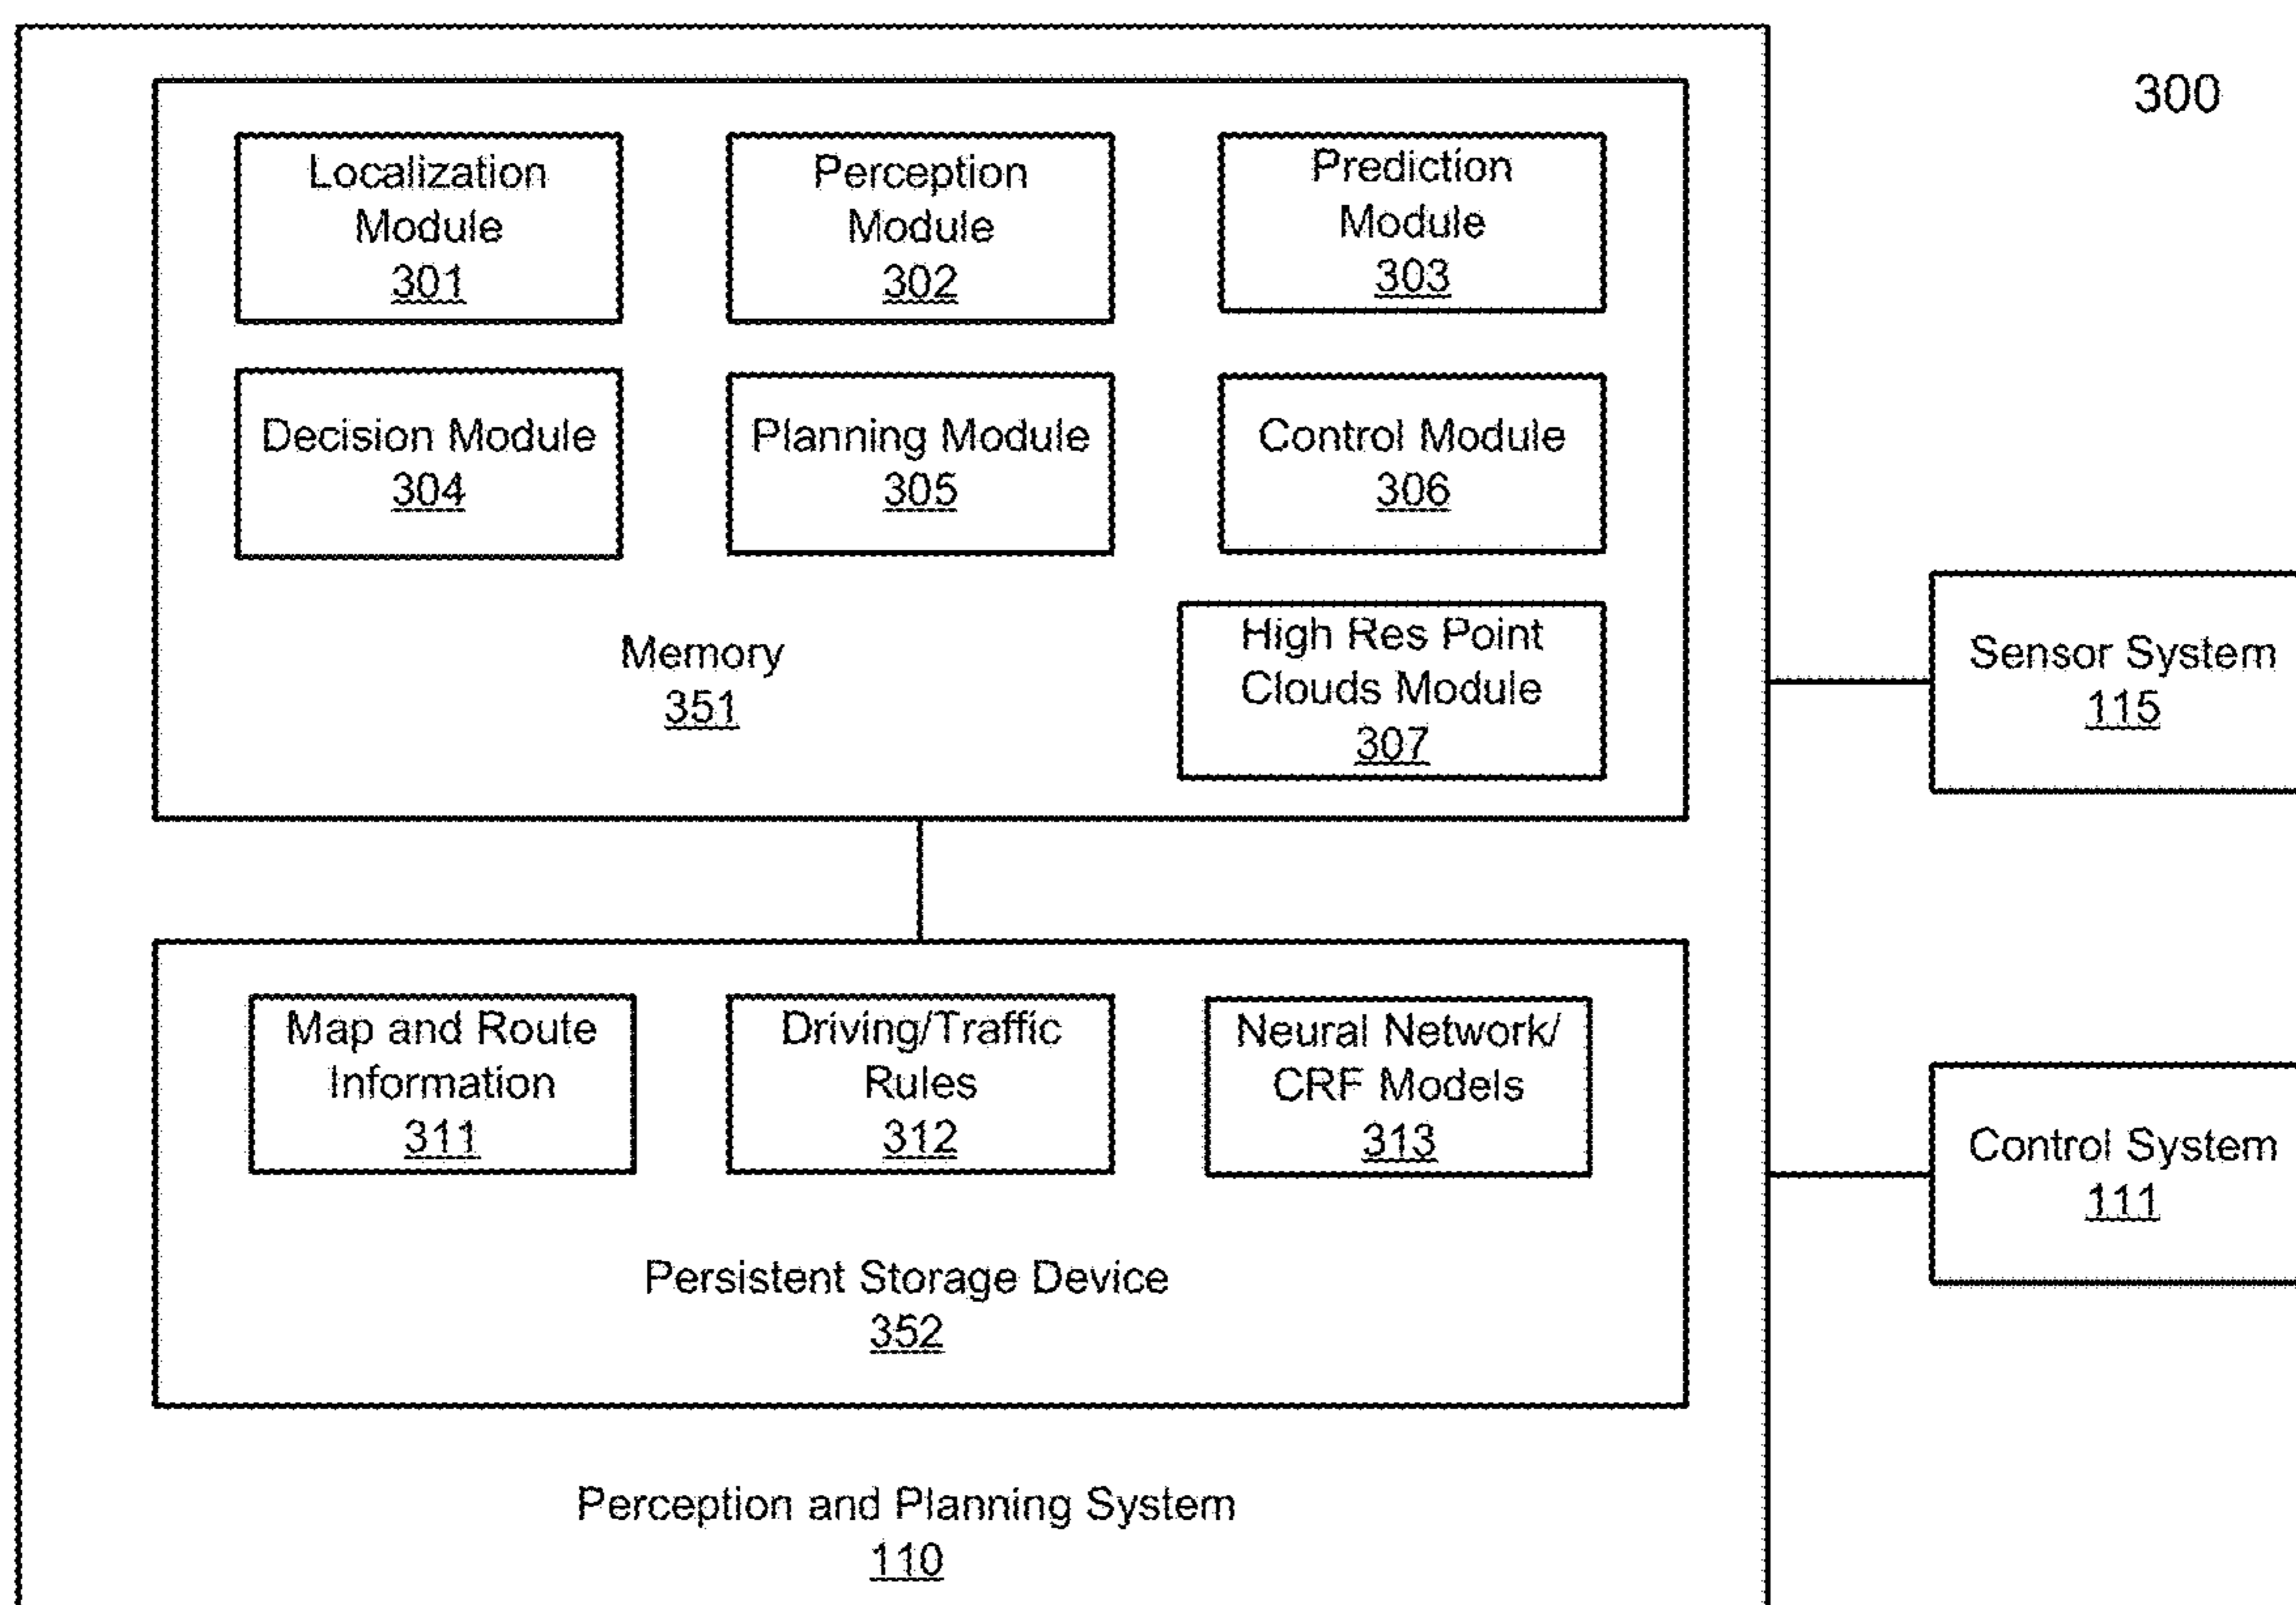 300
Localization
Module
301
Perception
Module
302
Prediction
Module
303
Decision Module
304
Planning Module
305
Control Module
306
Memory
351
High Res Point
Clouds Module
307
Sensor System
115
Map and Route
Information
311
Driving/Traffic
Rules
312
Neural Network/
CRF Models
313
Control System
111
Persistent Storage Device
352
Perception and Planning System
110